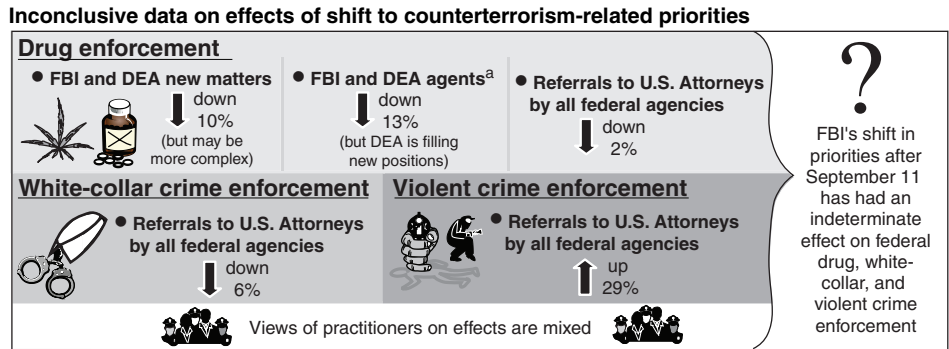 Inconclusive data on effects of shift to counterterrorism-related priorities
Drug enforcement
● FBI and DEA new matters
down
10%
(but may be
more complex)
● FBI and DEA agentsa
down
13%
(but DEA is filling
new positions)
● Referrals to U.S. Attorneys
by all federal agencies
down
2%
White-collar crime enforcement
● Referrals to U.S. Attorneys
by all federal agencies
down
6%
Violent crime enforcement
● Referrals to U.S. Attorneys
by all federal agencies
up
29%
Views of practitioners on effects are mixed
?
FBI's shift in
priorities after
September 11
has had an
indeterminate
effect on federal
drug, white-
collar, and
violent crime
enforcement